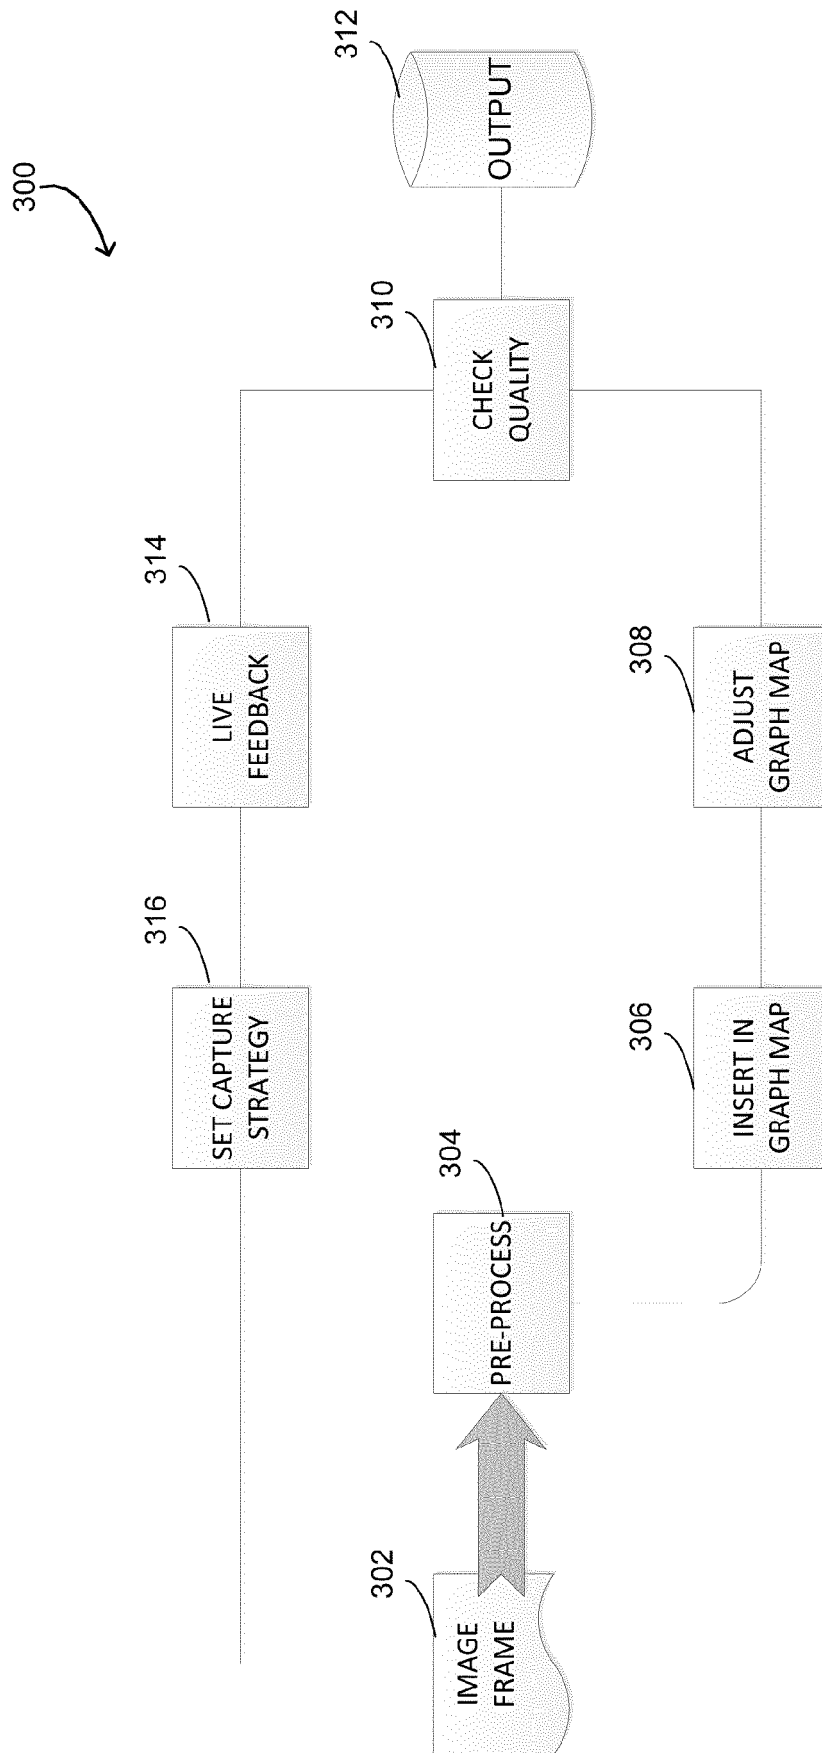 300
302
IMAGE
FRAME
304
PRE-PROCESS
306
INSERT IN
GRAPH MAP
308
ADJUST
GRAPH MAP
310
CHECK
QUALITY
312
OUTPUT
314
LIVE
FEEDBACK
316
SET CAPTURE
STRATEGY